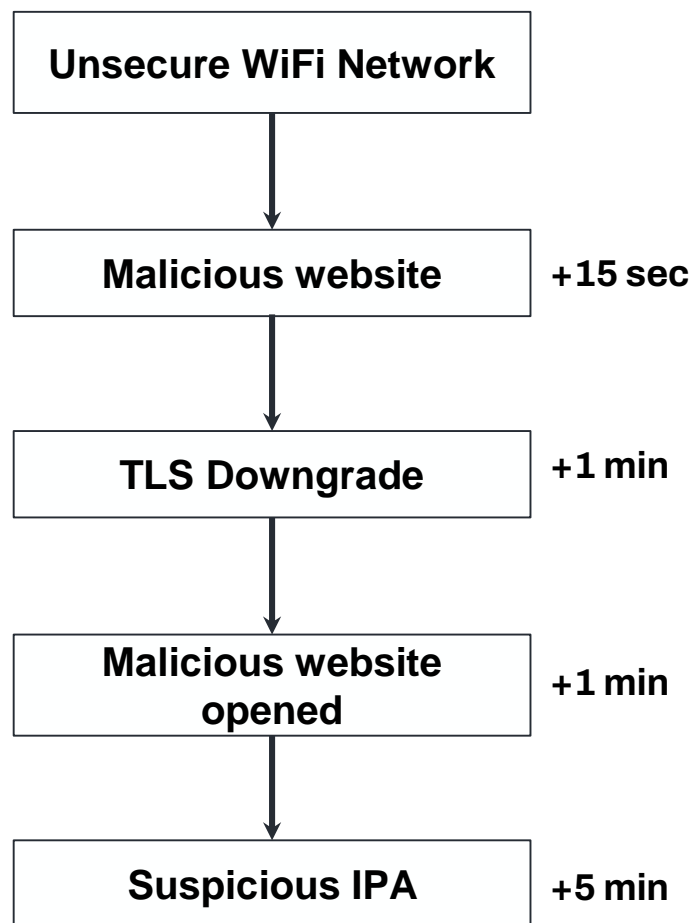 Unsecure WiFi Network
Malicious website
+15 sec
TLS Downgrade
+1 min
Malicious website
opened
+1 min
Suspicious IPA
+5 min